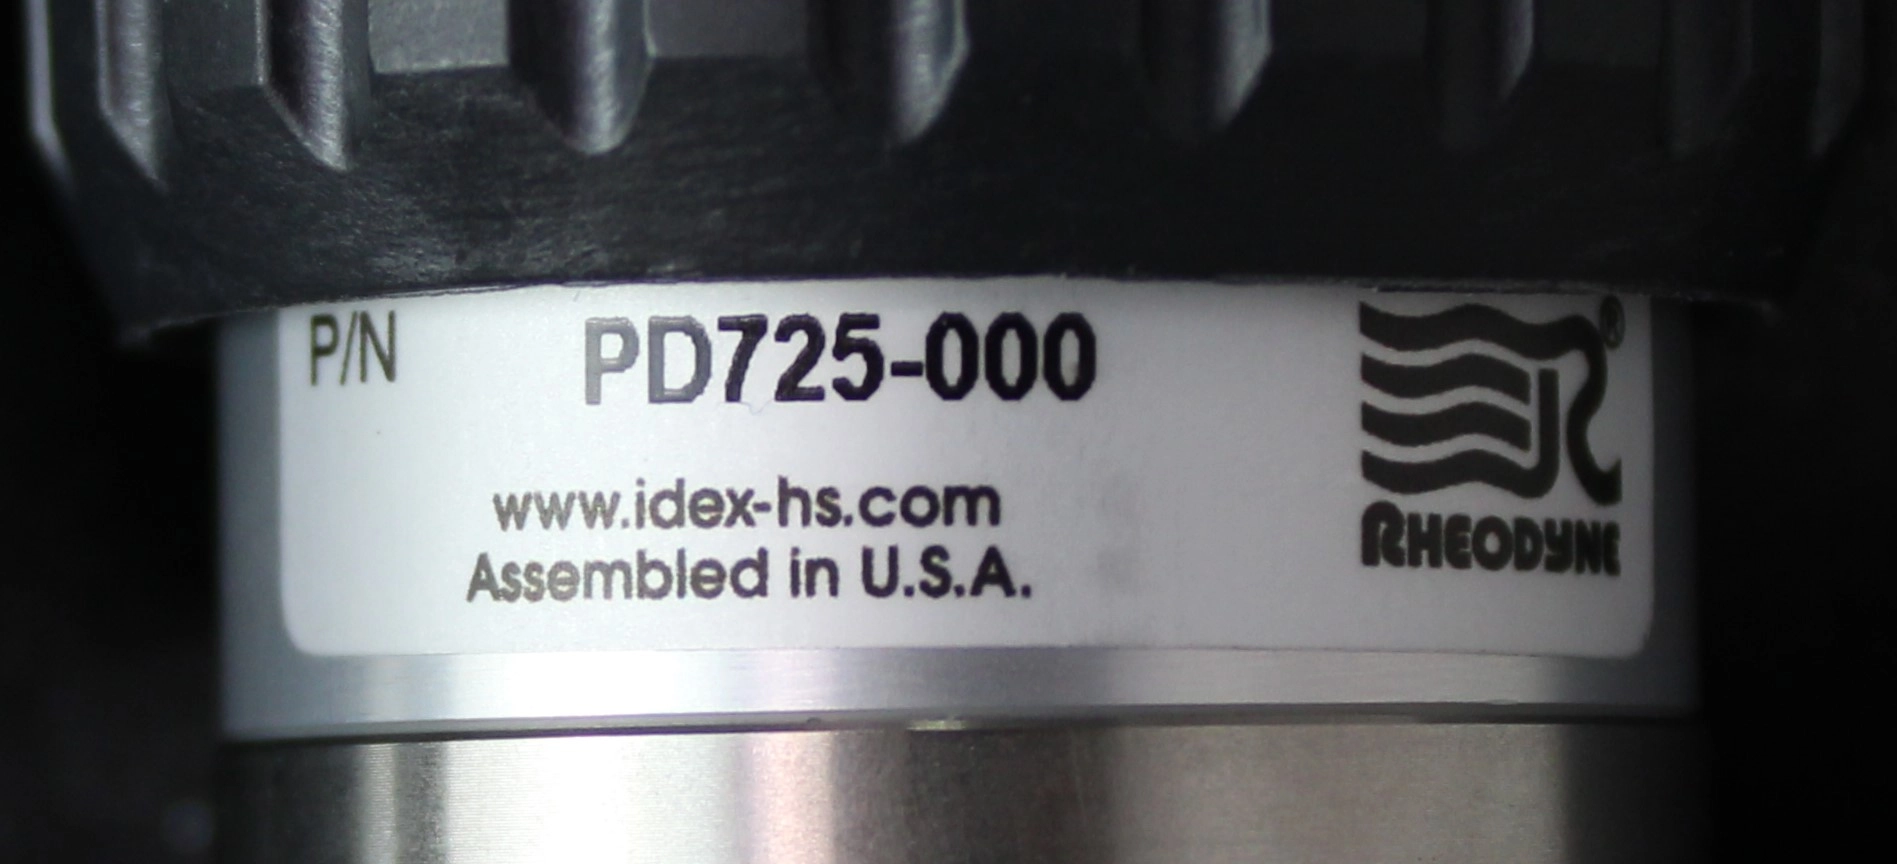 P/N PD725-000
www.idex-hs.com
Assembled in U.S.A.
®
RHEODYNE